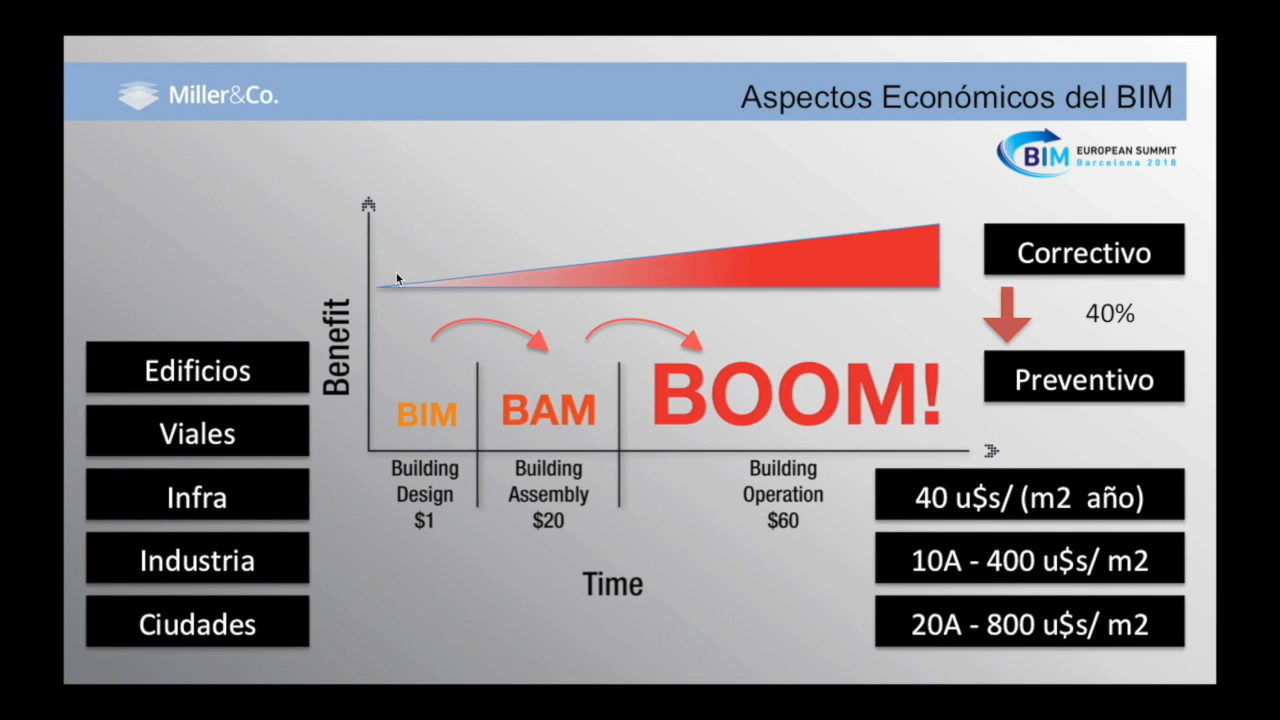 Miller&Co.
Aspectos Económicos del BIM
BIM EUROPEAN SUMMIT
Barcelona 2018
Benefit
Correctivo
40%
Preventivo
Edificios
Viales
Infra
Industria
Ciudades
BIM
BAM
BOOM!
Building
Design
$1
Building
Assembly
$20
Building
Operation
$60
Time
40 u$s/ (m2 año)
10A - 400 u$s/ m2
20A - 800 u$s/ m2